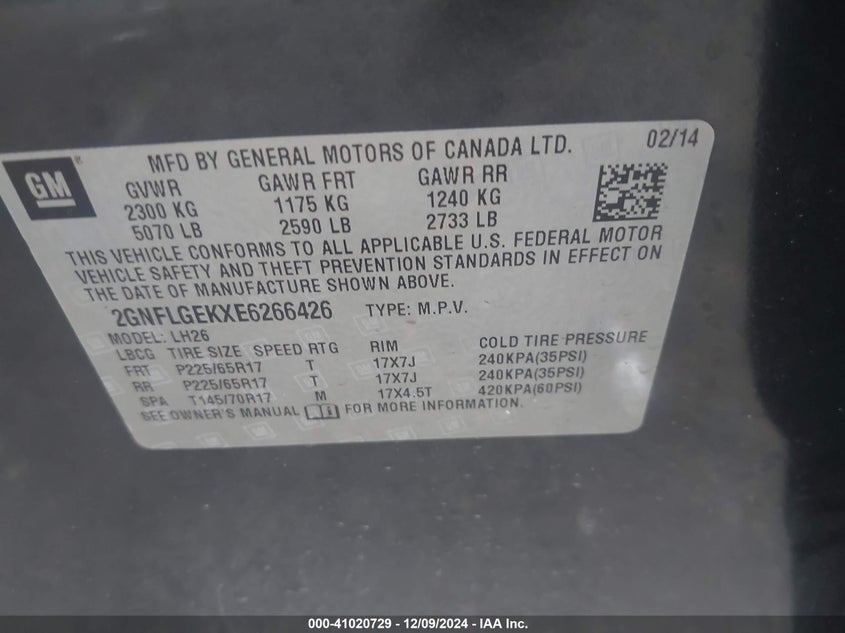 GM
MFD BY GENERAL MOTORS OF CANADA LTD. 02/14
GVWR GAWR FRT GAWR RR
2300 KG 1175 KG 1240 KG
5070 LB 2590 LB 2733 LB
THIS VEHICLE CONFORMS TO ALL APPLICABLE U.S. FEDERAL MOTOR
VEHICLE SAFETY AND THEFT PREVENTION STANDARDS IN EFFECT ON
THE DATE OF MANUFACTURE SHOWN ABOVE.
2GNFLGEKXE6266426 TYPE: M.P.V.
MODEL: LH26
LBCG TIRE SIZE SPEED RTG RIM COLD TIRE PRESSURE
FRT P225/65R17 T 17X7J 240KPA(35PSI)
RR P225/65R17 T 17X7J 240KPA(35PSI)
SPA T145/70R17 M 17X4.5T 420KPA(60PSI)
SEE OWNER'S MANUAL FOR MORE INFORMATION.
000-41020729 - 12/09/2024 - IAA Inc.